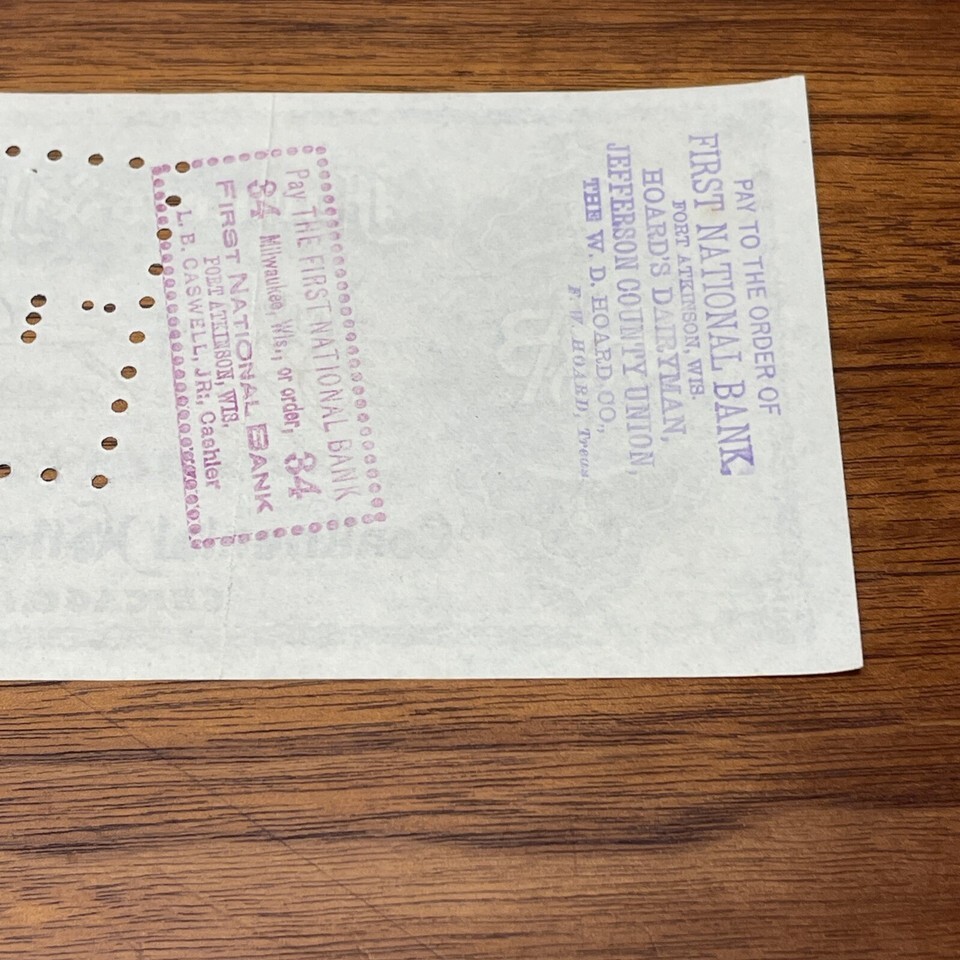 PAY TO THE ORDER OF
FIRST NATIONAL BANK.
FORT ATKINSON, WIS.
HOARD'S DAIRYMAN,
JEFFERSON COUNTY UNION,
THE W. D. HOARD CO.,
F. W. HOARD, Treas.
Pay THE FIRST NATIONAL BANK
84 Milwaukee, Wis., or order, 84
FIRST NATIONAL BANK
FORT ATKINSON, WIS.
L. B. CASWELL, JR., Cashier